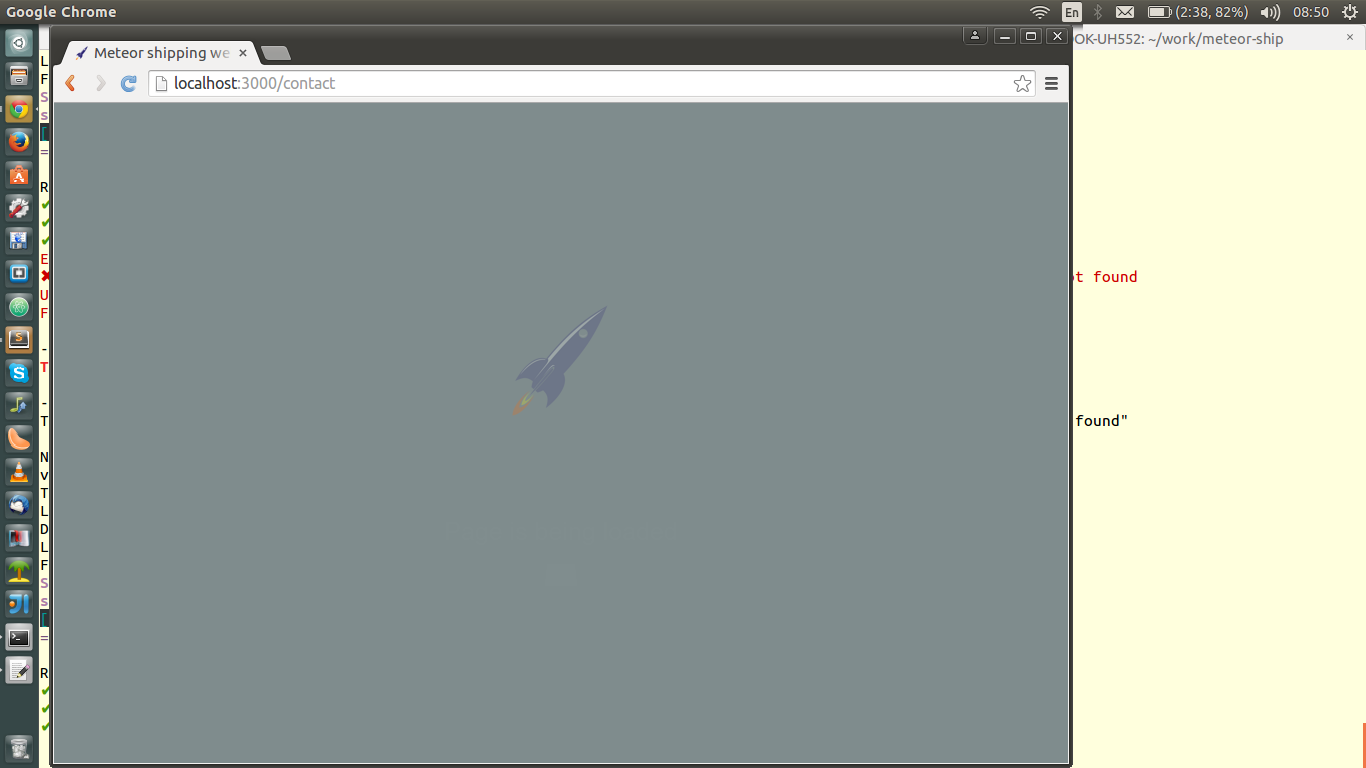 Google Chrome
En
(2:38, 82%)
08:50
Meteor shipping we
OK-UH552: ~/work/meteor-ship
localhost:3000/contact
L
F
S
s
[
=
R
E
U
F
-
T
-
T
N
v
T
L
D
L
F
S
s
[
=
R
t found
found"